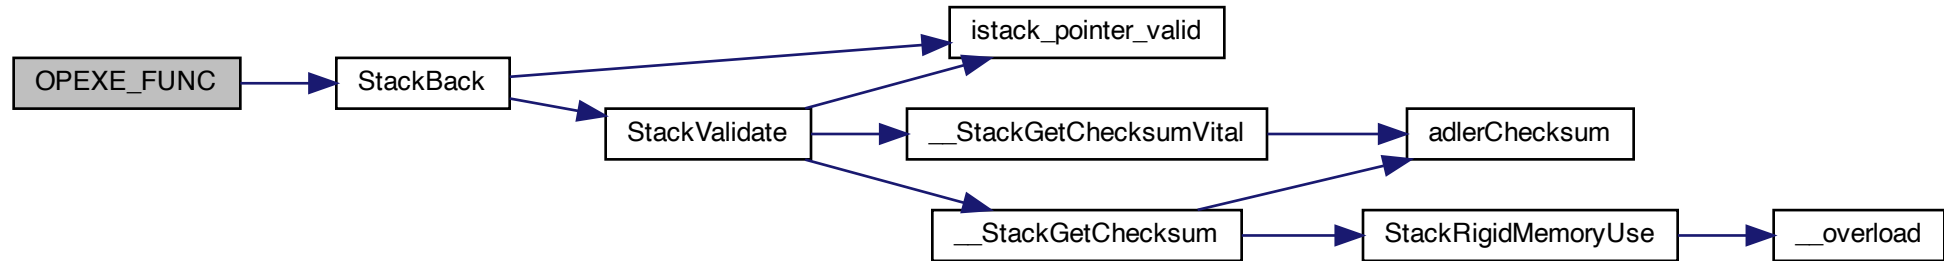 OPEXE_FUNC
StackBack
istack_pointer_valid
StackValidate
__StackGetChecksumVital
adlerChecksum
__StackGetChecksum
StackRigidMemoryUse
__overload